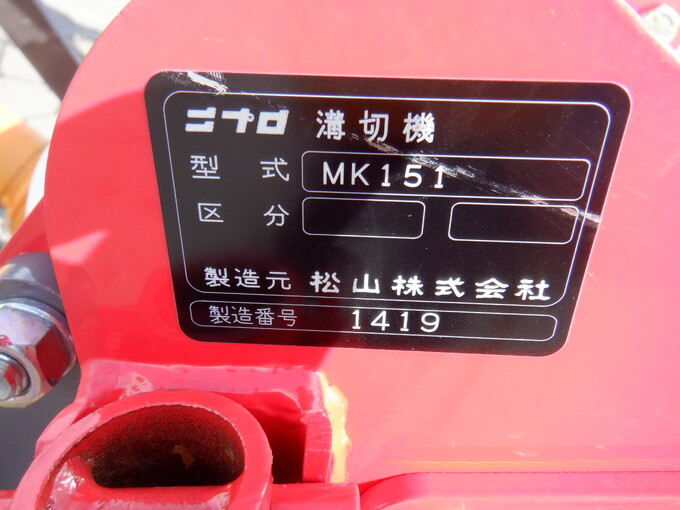 ニプロ 溝切機
型式 MK151
区分
製造元 松山株式会社
製造番号 1419